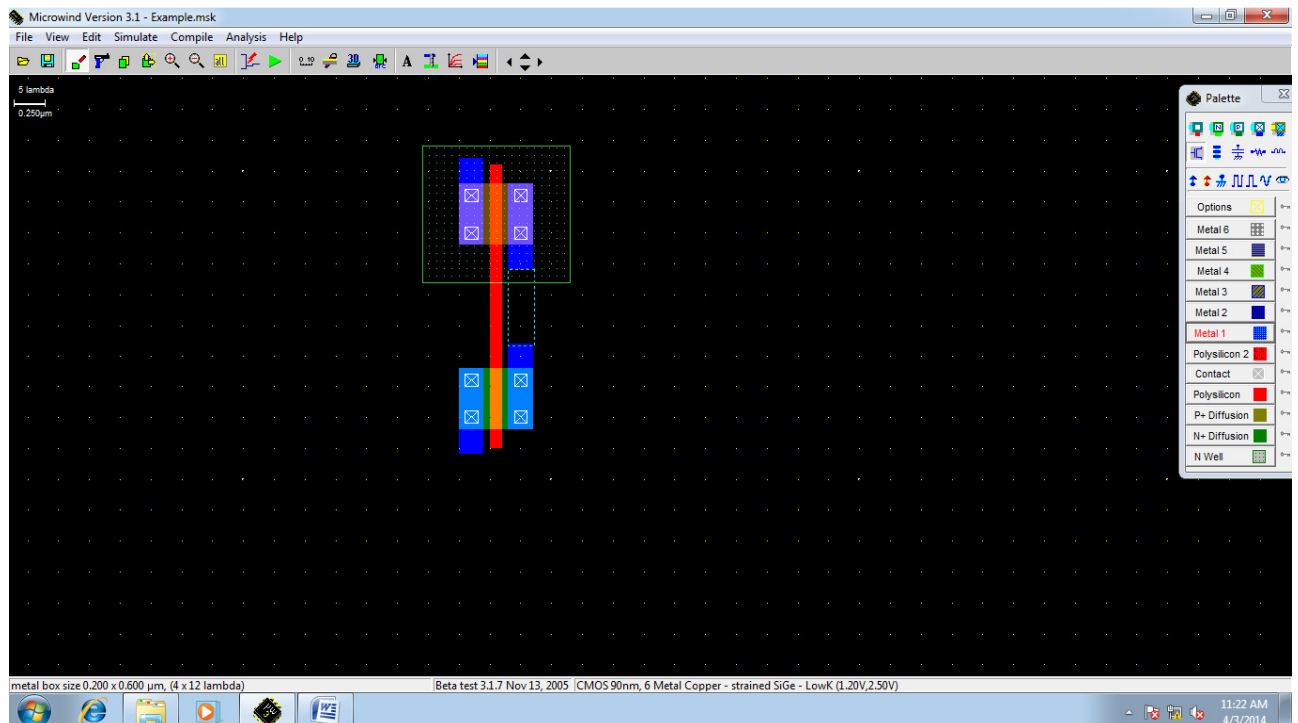 Microwind Version 3.1 - Example.msk
File View Edit Simulate Compile Analysis Help
5 lambda
0.250µm
Palette
Options
Metal 6
Metal 5
Metal 4
Metal 3
Metal 2
Metal 1
Polysilicon 2
Contact
Polysilicon
P+ Diffusion
N+ Diffusion
N Well
metal box size 0.200 x 0.600 µm, (4 x 12 lambda)
Beta test 3.1.7 Nov 13, 2005
CMOS 90nm, 6 Metal Copper - strained SiGe - LowK (1.20V,2.50V)
11:22 AM
4/3/2014